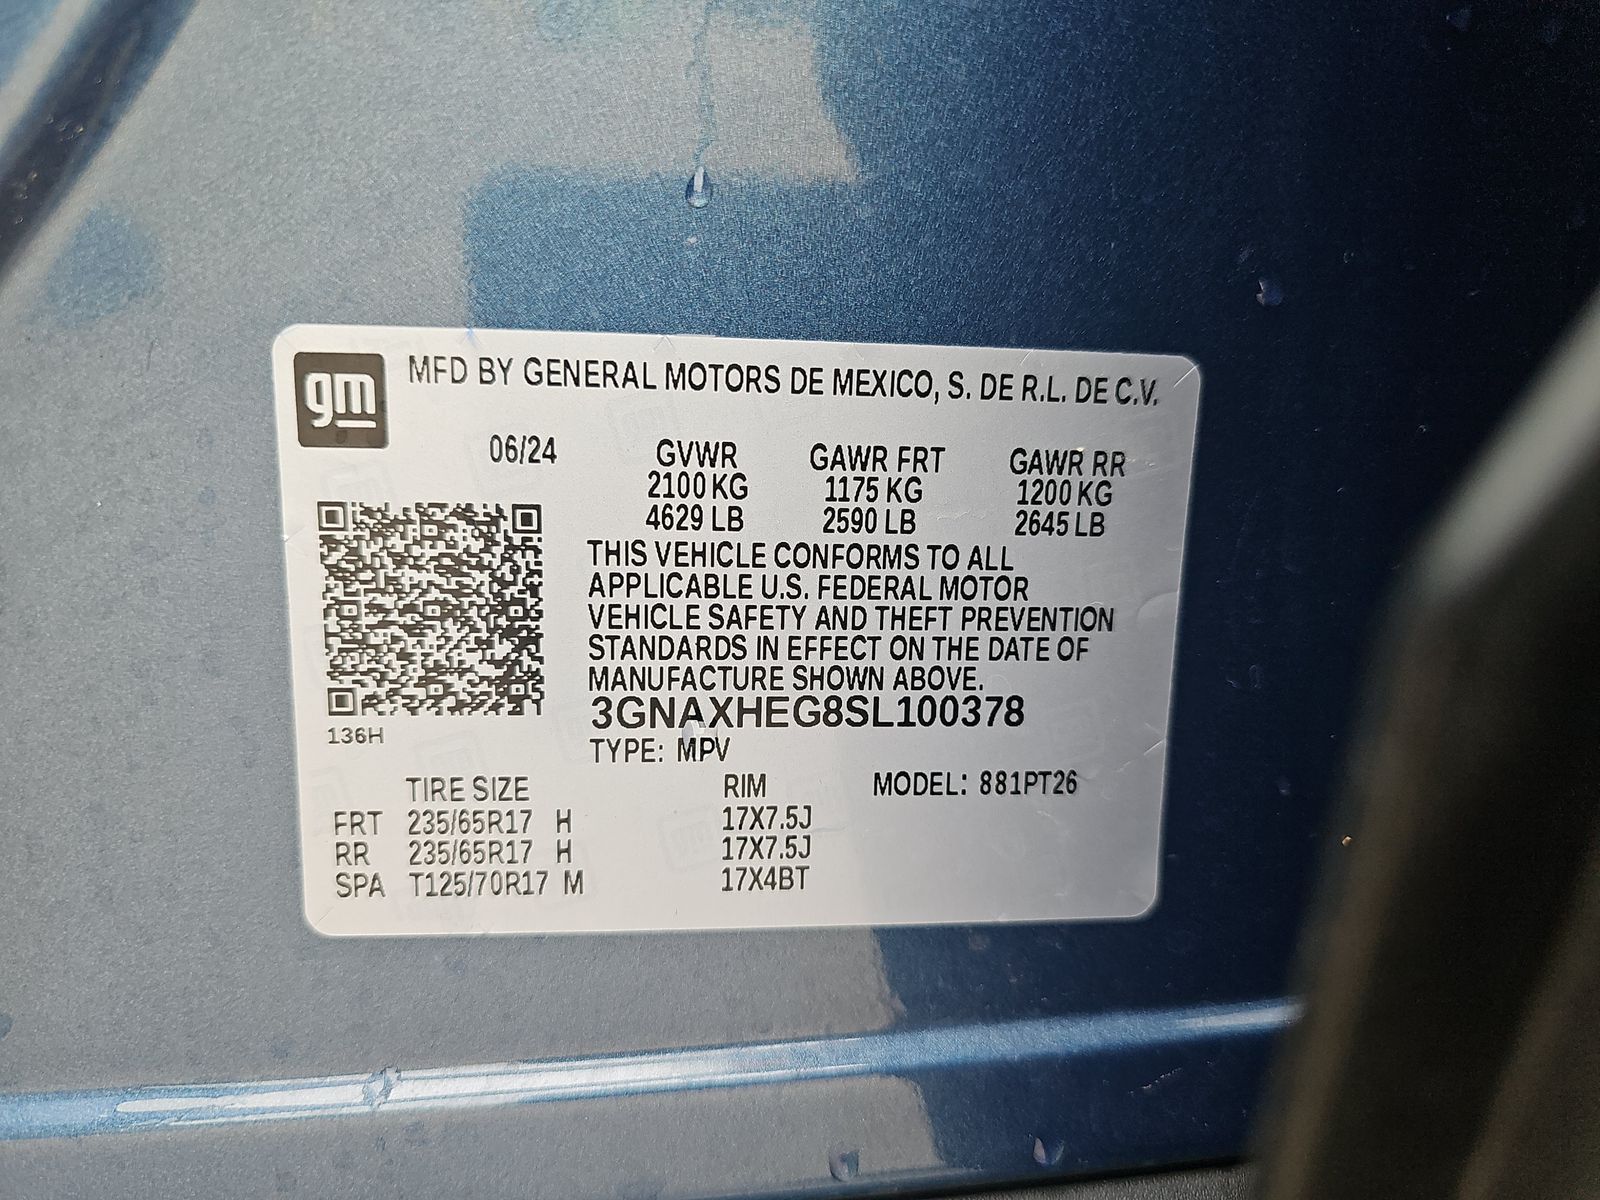 gm
MFD BY GENERAL MOTORS DE MEXICO, S. DE R.L. DE C.V.
06/24 GVWR GAWR FRT GAWR RR
2100 KG 1175 KG 1200 KG
4629 LB 2590 LB 2645 LB
THIS VEHICLE CONFORMS TO ALL
APPLICABLE U.S. FEDERAL MOTOR
VEHICLE SAFETY AND THEFT PREVENTION
STANDARDS IN EFFECT ON THE DATE OF
MANUFACTURE SHOWN ABOVE.
3GNAXHEG8SL100378
136H
TYPE: MPV
TIRE SIZE RIM MODEL: 881PT26
FRT 235/65R17 H 17X7.5J
RR 235/65R17 H 17X7.5J
SPA T125/70R17 M 17X4BT